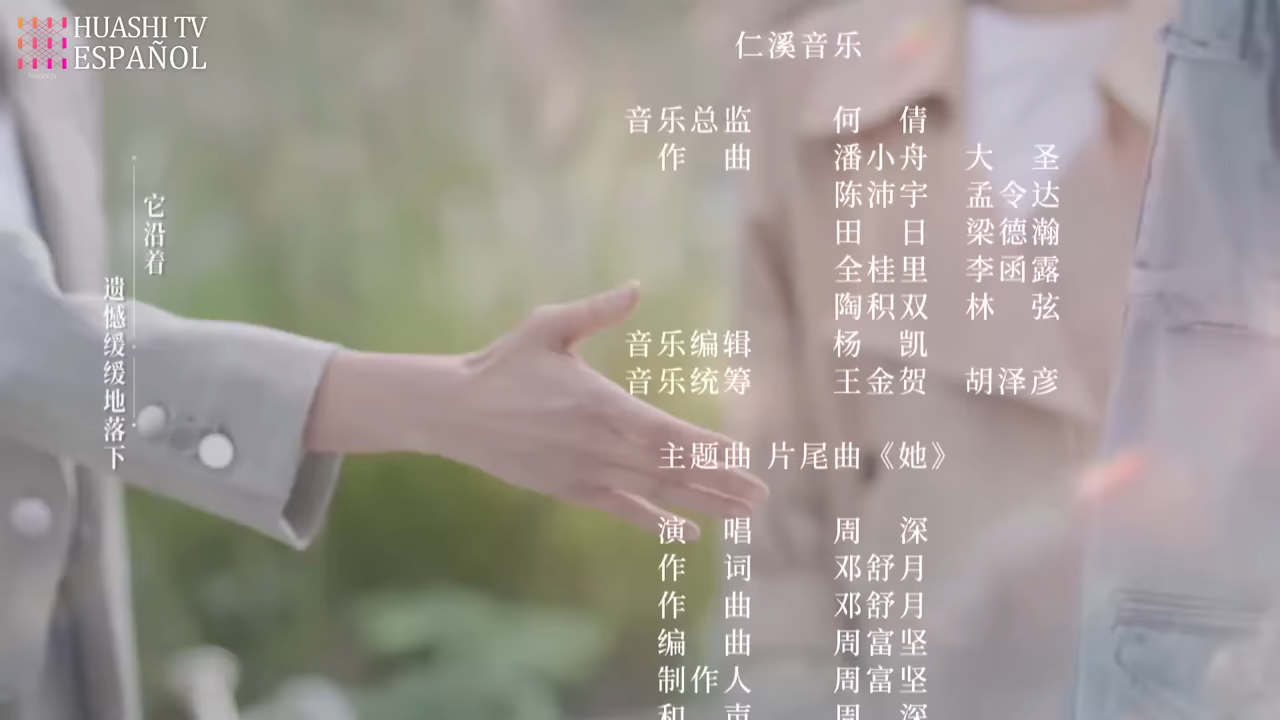 HUASHI TV
ESPAÑOL
它沿着
遗憾缓缓地落下
仁溪音乐
音乐总监 何 倩
作 曲 潘小舟 大 圣
陈沛宇 孟令达
田 日 梁德瀚
全桂里 李函露
陶积双 林 弦
音乐编辑 杨 凯
音乐统筹 王金贺 胡泽彦
主题曲 片尾曲《她》
演 唱 周 深
作 词 邓舒月
作 曲 邓舒月
编 曲 周富坚
制作人 周富坚
和 声 周 深